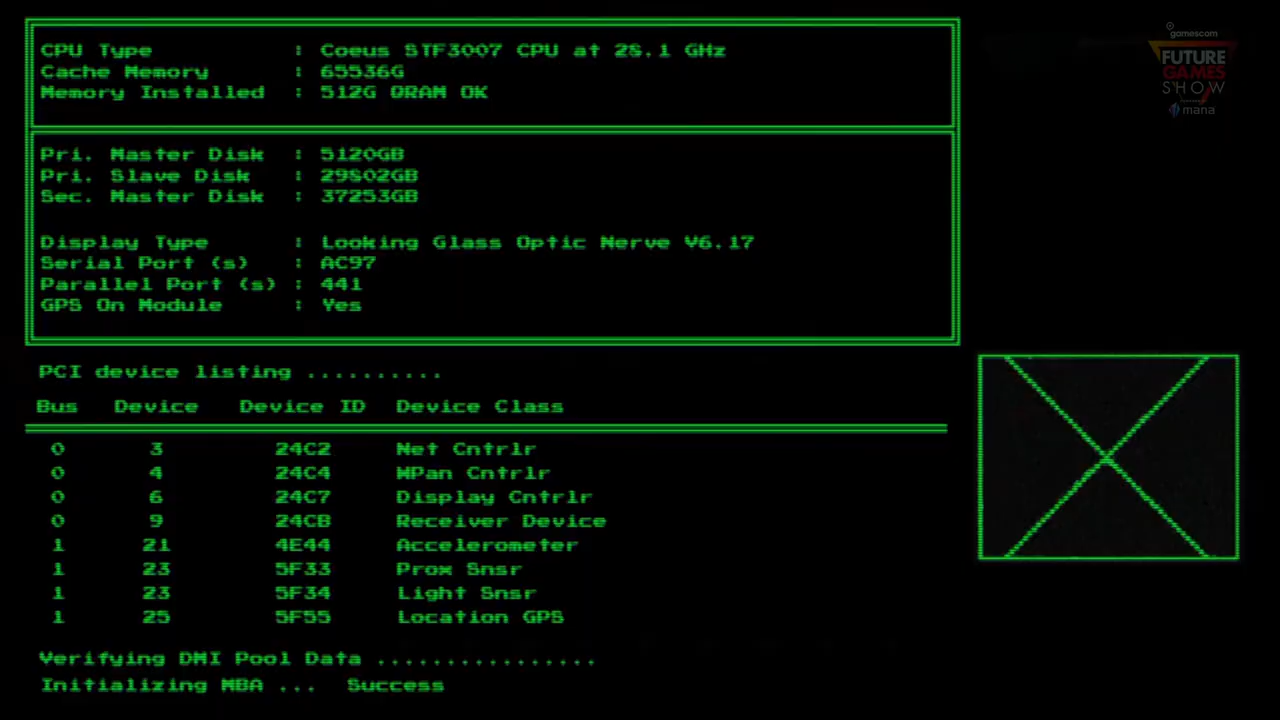 CPU Type : Coeus STF3007 CPU at 28.1 GHz
Cache Memory : 65536G
Memory Installed : 512G DRAM OK
Pri. Master Disk : 5120GB
Pri. Slave Disk : 29802GB
Sec. Master Disk : 37253GB
Display Type : Looking Glass Optic Nerve V6.17
Serial Port (s) : AC97
Parallel Port (s) : 441
GPS On Module : Yes
PCI device listing ..........
Bus Device Device ID Device Class
0 3 24C2 Net Cntrlr
0 4 24C4 WPan Cntrlr
0 6 24C7 Display Cntrlr
0 9 24CB Receiver Device
1 21 4E44 Accelerometer
1 23 5F33 Prox Snsr
1 23 5F34 Light Snsr
1 25 5F55 Location GPS
Verifying DMI Pool Data ................
Initializing MBA ... Success
gamescom
FUTURE
GAMES
SHOW
mana